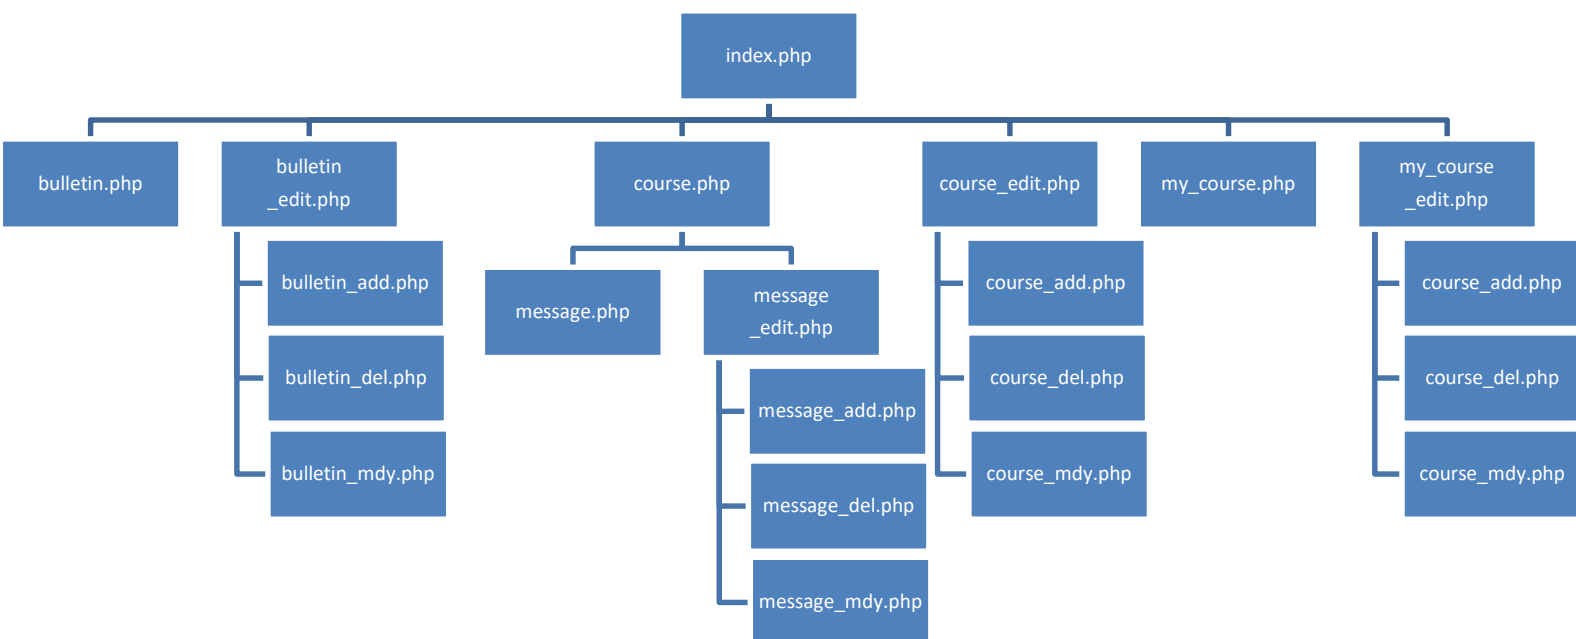 index.php
bulletin.php
bulletin
_edit.php
course.php
course_edit.php
my_course.php
my_course
_edit.php
bulletin_add.php
bulletin_del.php
bulletin_mdy.php
message.php
message
_edit.php
message_add.php
message_del.php
message_mdy.php
course_add.php
course_del.php
course_mdy.php
course_add.php
course_del.php
course_mdy.php